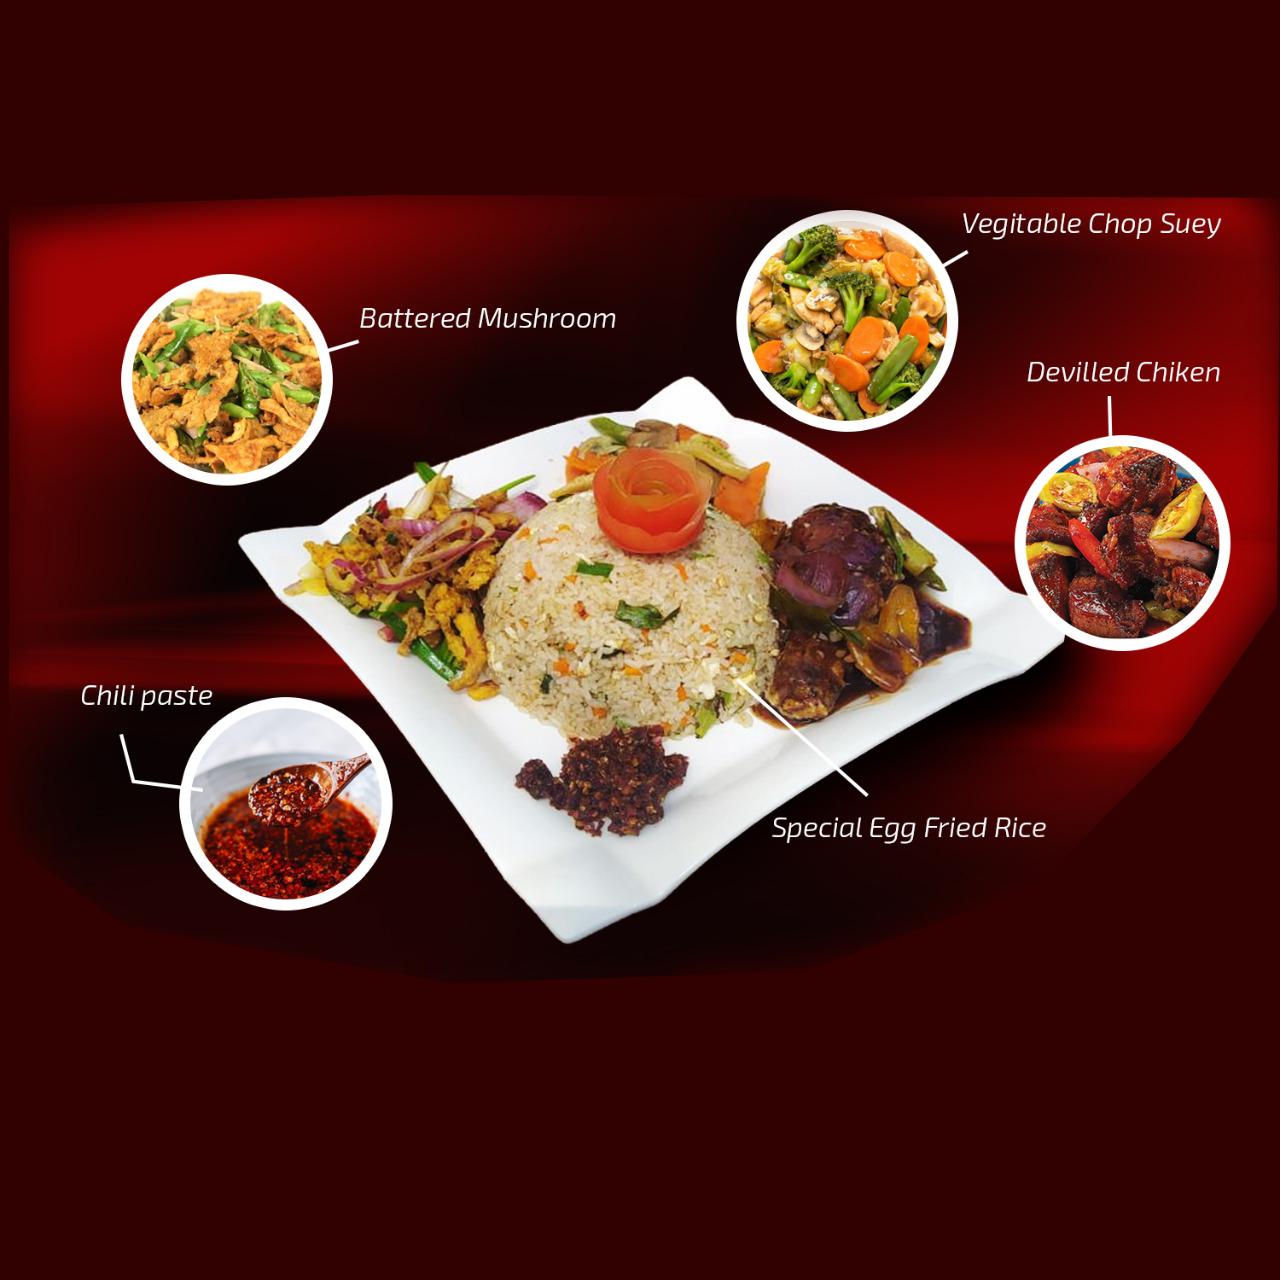 Vegitable Chop Suey
Battered Mushroom
Devilled Chiken
Chili paste
Special Egg Fried Rice